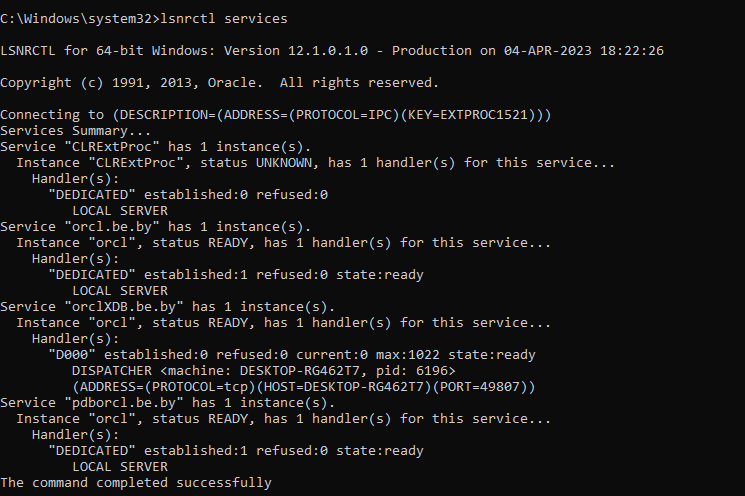 C:\Windows\system32>lsnrctl services
LSNRCTL for 64-bit Windows: Version 12.1.0.1.0 - Production on 04-APR-2023 18:22:26
Copyright (c) 1991, 2013, Oracle.  All rights reserved.
Connecting to (DESCRIPTION=(ADDRESS=(PROTOCOL=IPC)(KEY=EXTPROC1521)))
Services Summary...
Service "CLRExtProc" has 1 instance(s).
  Instance "CLRExtProc", status UNKNOWN, has 1 handler(s) for this service...
    Handler(s):
      "DEDICATED" established:0 refused:0
         LOCAL SERVER
Service "orcl.be.by" has 1 instance(s).
  Instance "orcl", status READY, has 1 handler(s) for this service...
    Handler(s):
      "DEDICATED" established:1 refused:0 state:ready
         LOCAL SERVER
Service "orclXDB.be.by" has 1 instance(s).
  Instance "orcl", status READY, has 1 handler(s) for this service...
    Handler(s):
      "D000" established:0 refused:0 current:0 max:1022 state:ready
         DISPATCHER <machine: DESKTOP-RG462T7, pid: 6196>
         (ADDRESS=(PROTOCOL=tcp)(HOST=DESKTOP-RG462T7)(PORT=49807))
Service "pdborcl.be.by" has 1 instance(s).
  Instance "orcl", status READY, has 1 handler(s) for this service...
    Handler(s):
      "DEDICATED" established:1 refused:0 state:ready
         LOCAL SERVER
The command completed successfully